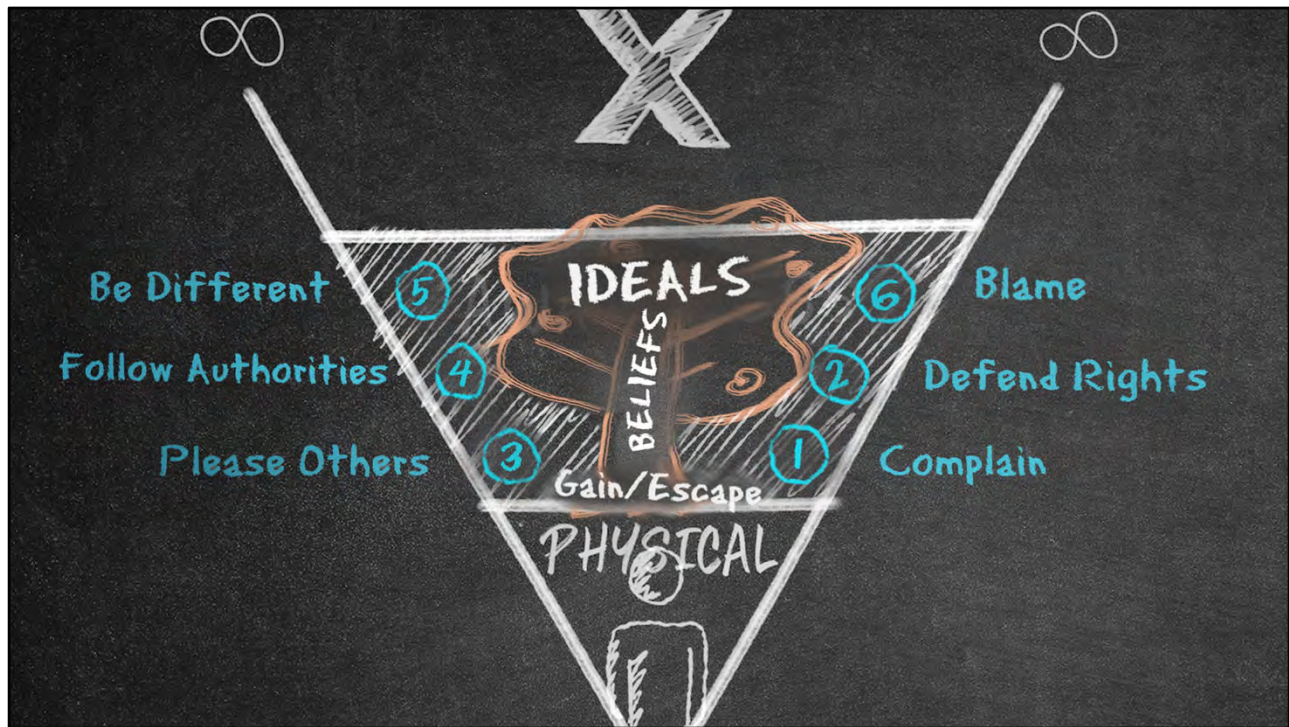 ∞ X ∞
Be Different 5 IDEALS 6 Blame
BELIEFS
Follow Authorities 4 2 Defend Rights
Please Others 3 1 Complain
Gain/Escape
PHYSICAL